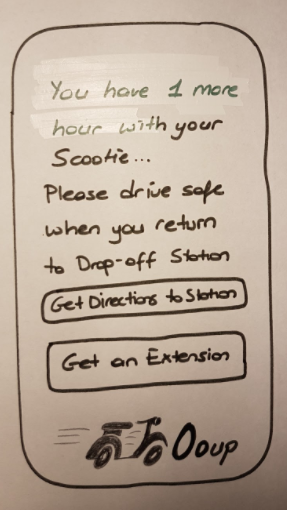 You have 1 more
hour with your
Scootie...
Please drive safe
when you return
to Drop-off Station
Get Directions to Station
Get an Extension
Ooup